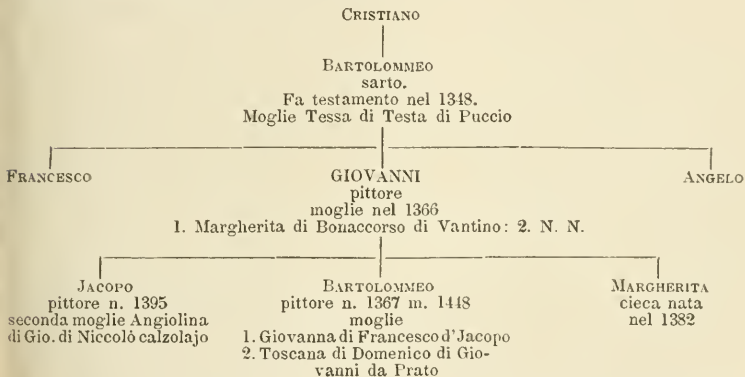 CRISTIANO
BARTOLOMMEO
sarto.
Fa testamento nel 1348.
Moglie Tessa di Testa di Puccio
FRANCESCO
GIOVANNI
pittore
moglie nel 1366
1. Margherita di Bonaccorso di Vantino: 2. N. N.
ANGELO
JACOPO
pittore n. 1395
seconda moglie Angiolina
di Gio. di Niccolò calzolajo
BARTOLOMMEO
pittore n. 1367 m. 1448
moglie
1. Giovanna di Francesco d'Jacopo
2. Toscana di Domenico di Gio-
vanni da Prato
MARGHERITA
cieca nata
nel 1382